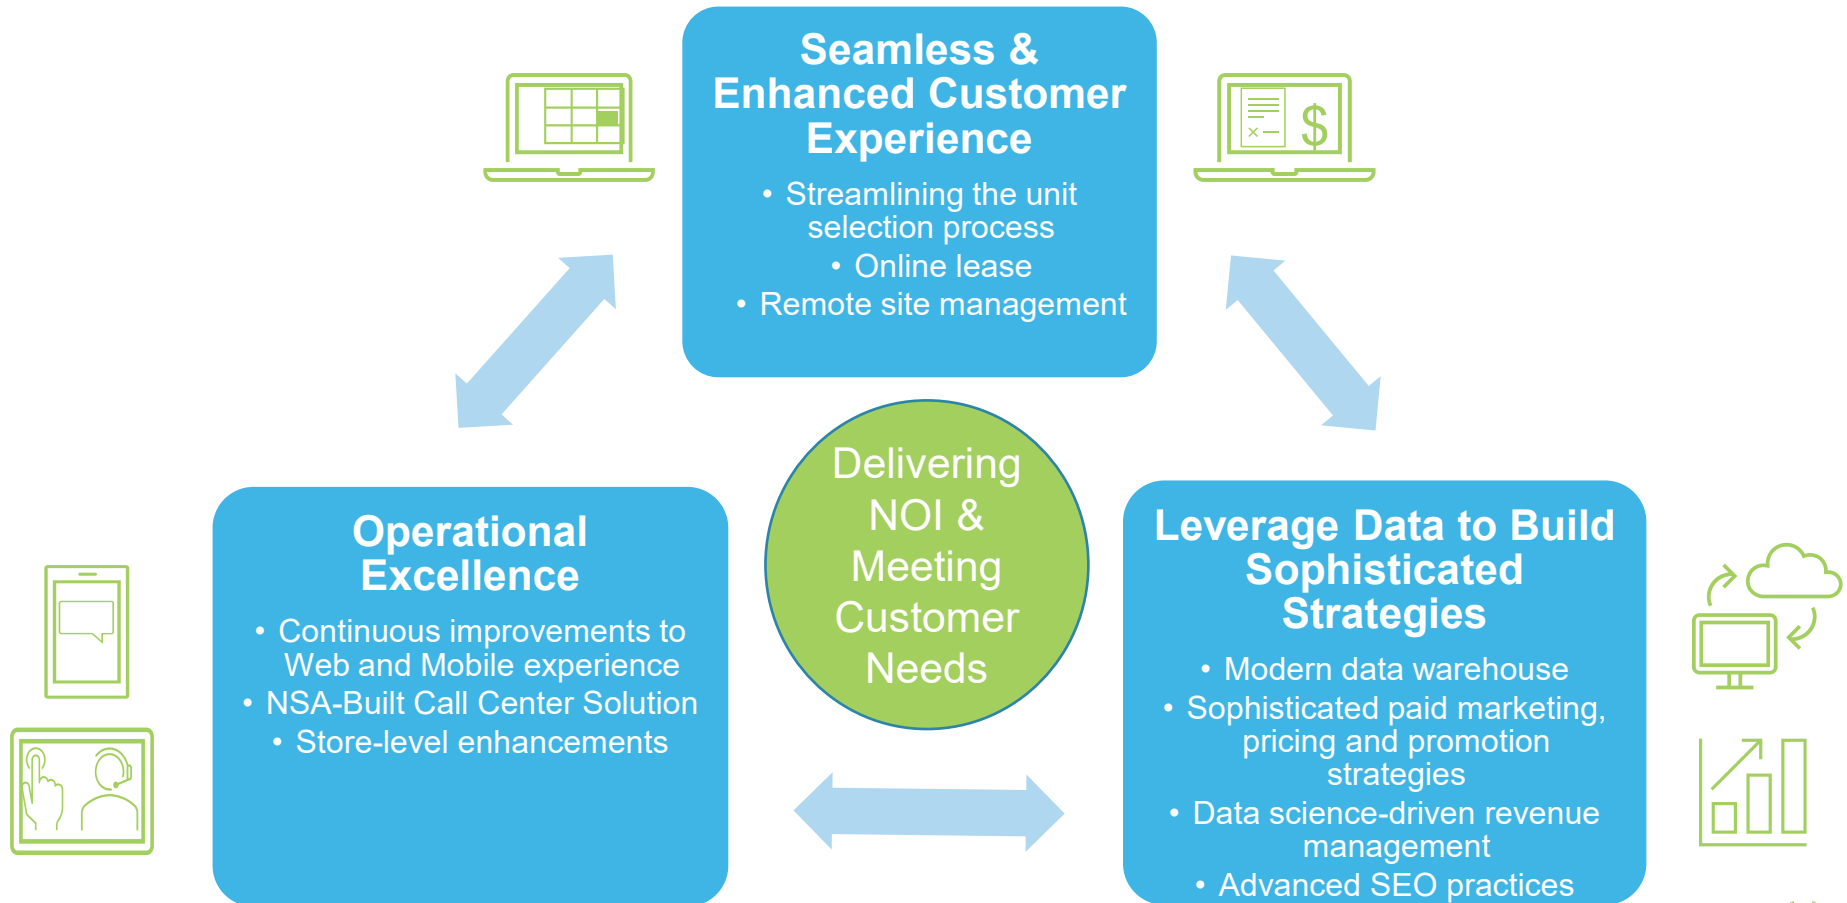 Seamless &
Enhanced Customer
Experience
• Streamlining the unit
selection process
• Online lease
• Remote site management
$
Delivering
NOI &
Meeting
Customer
Needs
Operational
Excellence
• Continuous improvements to
Web and Mobile experience
• NSA-Built Call Center Solution
• Store-level enhancements
Leverage Data to Build
Sophisticated
Strategies
• Modern data warehouse
• Sophisticated paid marketing,
pricing and promotion
strategies
• Data science-driven revenue
management
• Advanced SEO practices